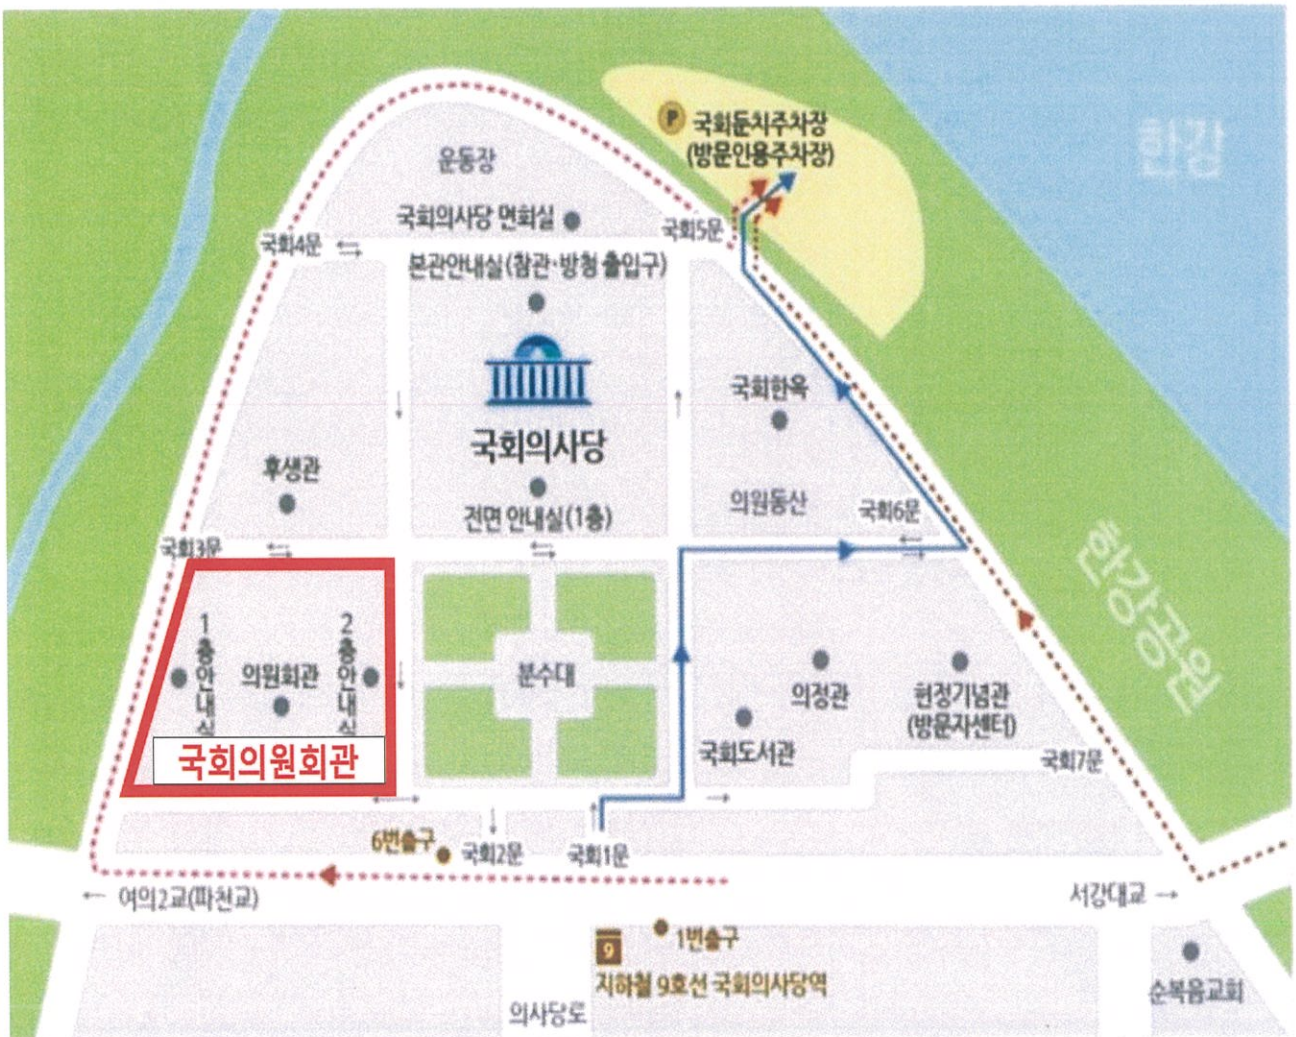 한강
P
국회둔치주차장
(방문인용주차장)
운동장
국회의사당 면회실
국회5문
국회4문
본관안내실(참관·방청 출입구)
국회한옥
국회의사당
후생관
의원동산
국회6문
전면 안내실(1층)
국회3문
한강공원
1층안내실
의원회관
2층안내실
분수대
의정관
헌정기념관
(방문자센터)
국회도서관
국회의원회관
국회7문
6번출구
국회2문
국회1문
← 여의2교(파천교)
서강대교 →
9
1번출구
지하철 9호선 국회의사당역
순복음교회
의사당로